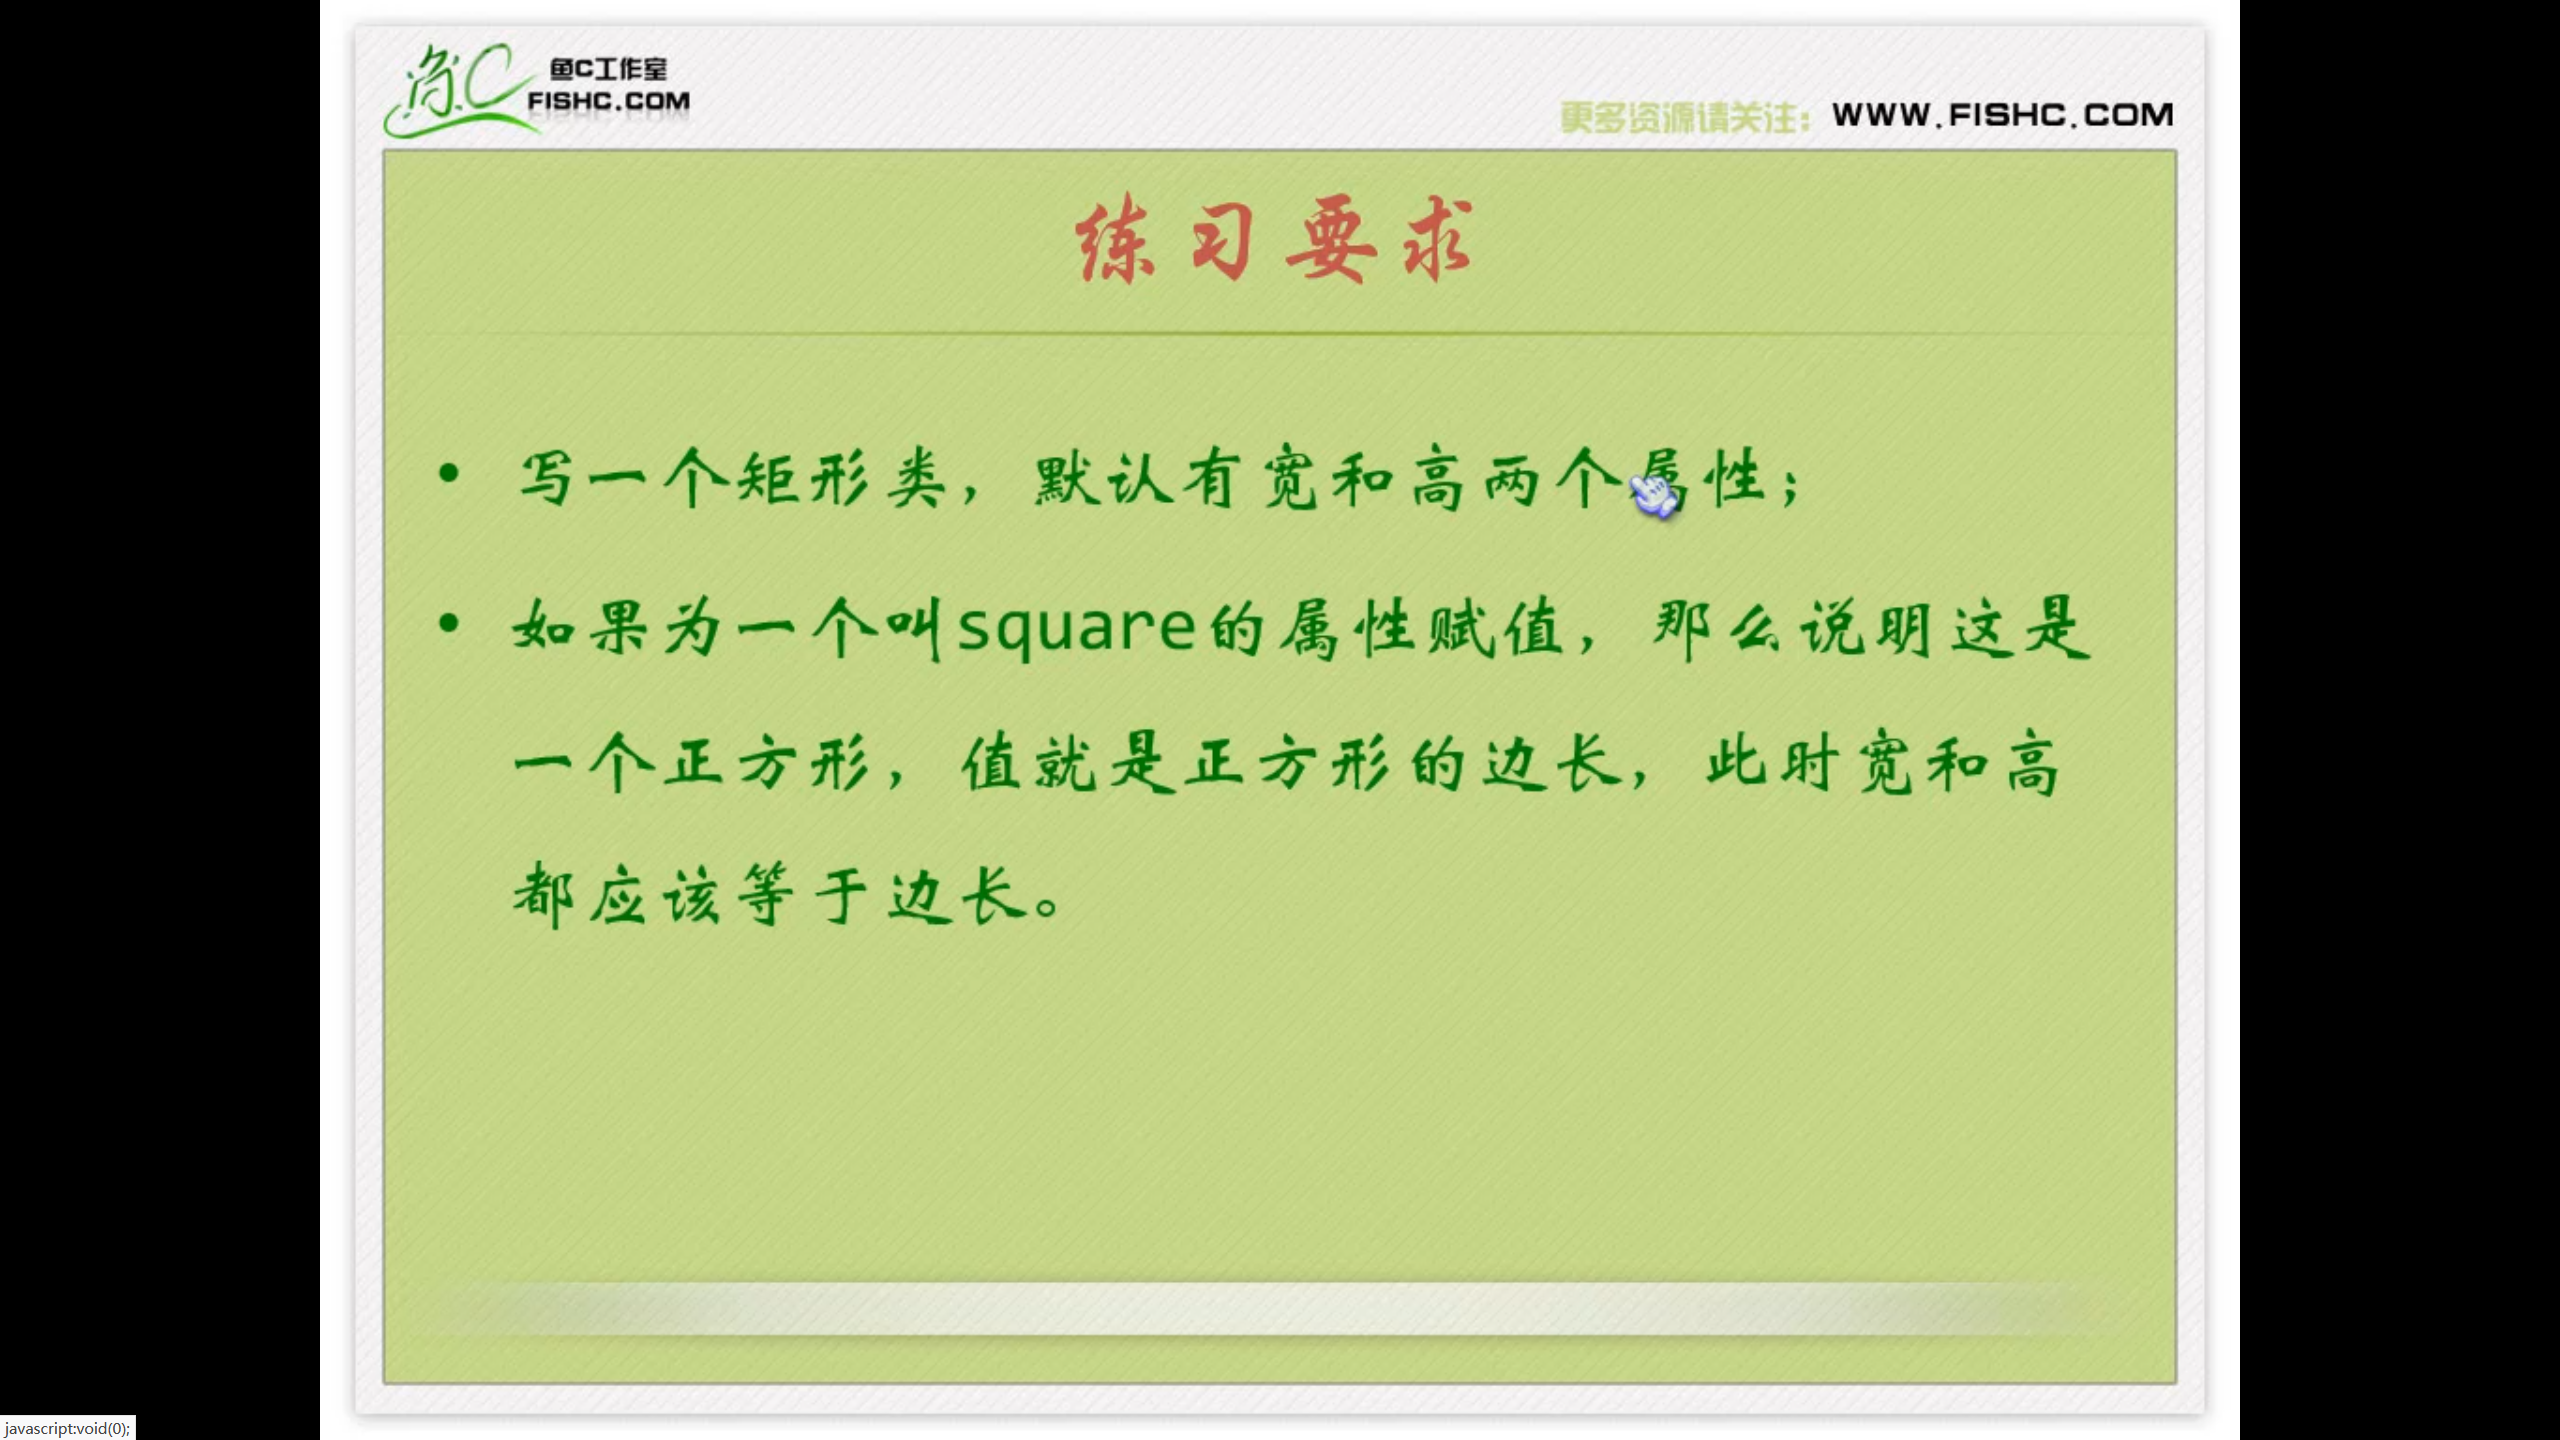 鱼C
鱼C工作室
FISHC.COM
更多资源请关注：WWW.FISHC.COM
练习要求
• 写一个矩形类，默认有宽和高两个属性；
• 如果为一个叫square的属性赋值，那么说明这是
一个正方形，值就是正方形的边长，此时宽和高
都应该等于边长。
javascript:void(0);